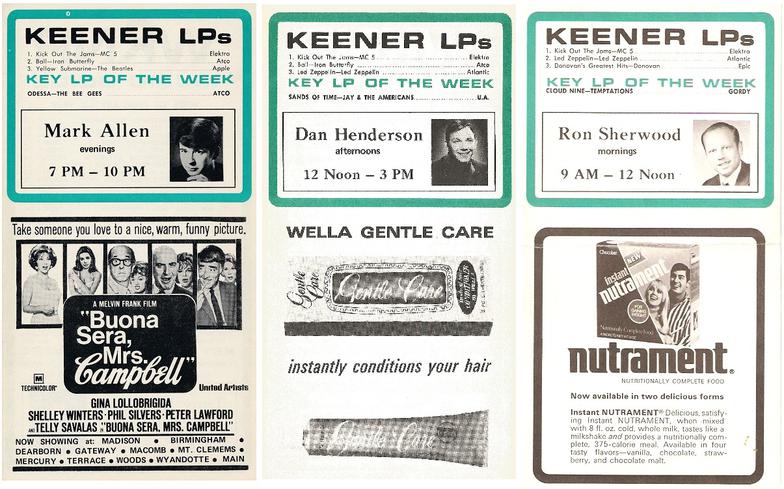 KEENER LPs
1. Kick Out The Jams—MC 5 Elektra
2. Ball—Iron Butterfly Atco
3. Yellow Submarine—The Beatles Apple
KEY LP OF THE WEEK
ODESSA—THE BEE GEES ATCO
Mark Allen
evenings
7 PM – 10 PM
Take someone you love to a nice, warm, funny picture.
A MELVIN FRANK FILM
"Buona
Sera,
Mrs.
Campbell"
M
TECHNICOLOR®
United Artists
GINA LOLLOBRIGIDA
SHELLEY WINTERS · PHIL SILVERS · PETER LAWFORD
AND TELLY SAVALAS IN "BUONA SERA, MRS. CAMPBELL"
NOW SHOWING at: MADISON • BIRMINGHAM •
DEARBORN • GATEWAY • MACOMB • MT. CLEMENS •
MERCURY • TERRACE • WOODS • WYANDOTTE • MAIN
KEENER LPs
1. Kick Out The Jams—MC 5 Elektra
2. Ball—Iron Butterfly Atco
3. Led Zeppelin—Led Zeppelin Atlantic
KEY LP OF THE WEEK
SANDS OF TIME—JAY & THE AMERICANS U.A.
Dan Henderson
afternoons
12 Noon – 3 PM
WELLA GENTLE CARE
Gentle Care
Gentle Care
instantly conditions your hair
Gentle Care
KEENER LPs
1. Kick Out The Jams—MC 5 Elektra
2. Led Zeppelin—Led Zeppelin Atlantic
3. Donovan's Greatest Hits—Donovan Epic
KEY LP OF THE WEEK
CLOUD NINE—TEMPTATIONS GORDY
Ron Sherwood
mornings
9 AM – 12 Noon
Chocolate
NEW
instant
nutrament
nutrament®
NUTRITIONALLY COMPLETE FOOD
Now available in two delicious forms
Instant NUTRAMENT® Delicious, satisfy-
ing Instant NUTRAMENT, when mixed
with 8 fl. oz. cold, whole milk, tastes like a
milkshake and provides a nutritionally com-
plete, 375-calorie meal. Available in four
tasty flavors—vanilla, chocolate, straw-
berry, and chocolate malt.